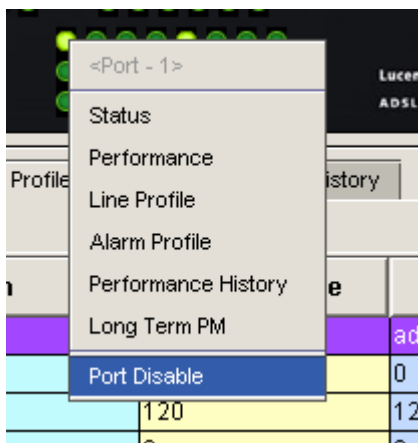 <Port - 1>
Lucen
ADSL
Status
Performance
Profile
istory
Line Profile
Alarm Profile
Performance History
e
Long Term PM
ad
Port Disable
0
120
12